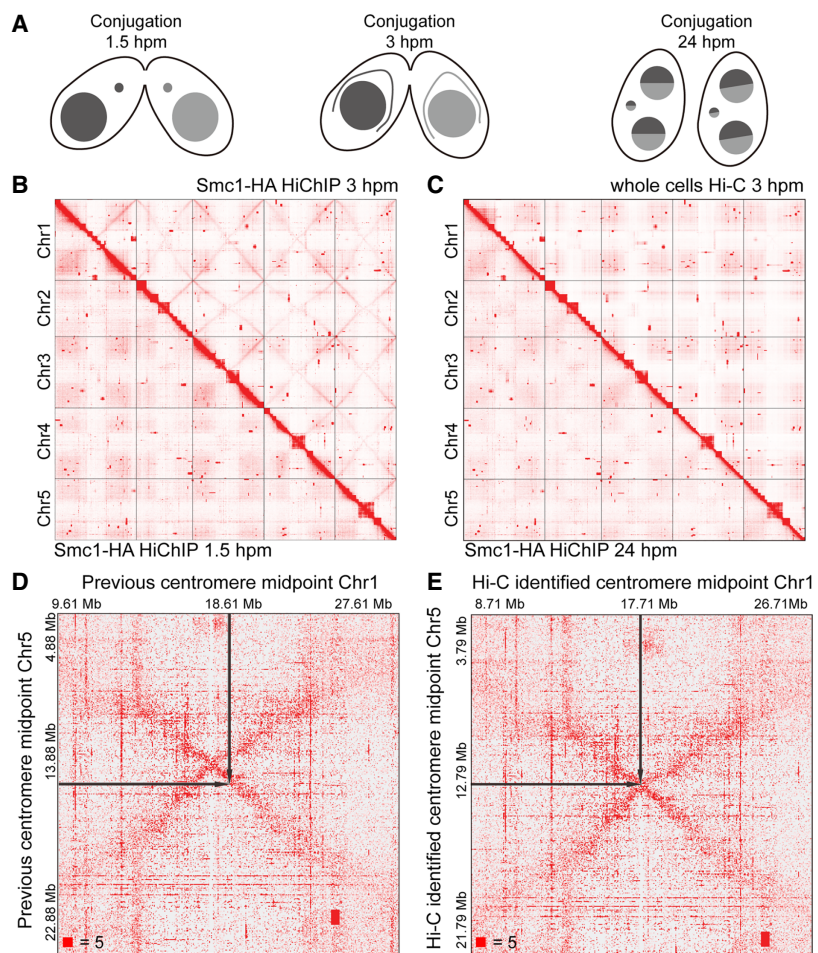 A
Conjugation
1.5 hpm
Conjugation
3 hpm
Conjugation
24 hpm
B
Smc1-HA HiChIP 3 hpm
Chr1
Chr2
Chr3
Chr4
Chr5
Smc1-HA HiChIP 1.5 hpm
C
whole cells Hi-C 3 hpm
Chr1
Chr2
Chr3
Chr4
Chr5
Smc1-HA HiChIP 24 hpm
D
Previous centromere midpoint Chr1
9.61 Mb 18.61 Mb 27.61 Mb
Previous centromere midpoint Chr5
4.88 Mb
13.88 Mb
22.88 Mb
= 5
E
Hi-C identified centromere midpoint Chr1
8.71 Mb 17.71 Mb 26.71Mb
Hi-C identified centromere midpoint Chr5
3.79 Mb
12.79 Mb
21.79 Mb
= 5